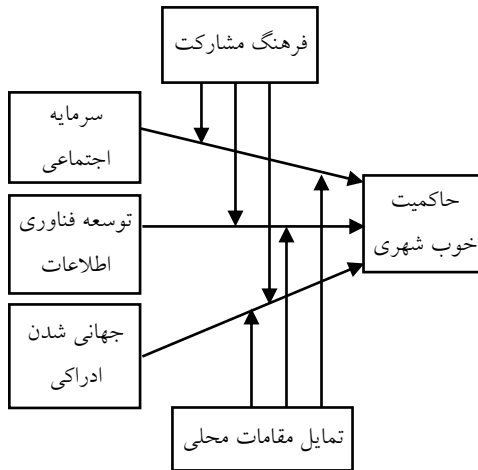 فرهنگ مشارکت
سرمایه
اجتماعی
حاکمیت
خوب شهری
توسعه فناوری
اطلاعات
جهانی شدن
ادراکی
تمایل مقامات محلی